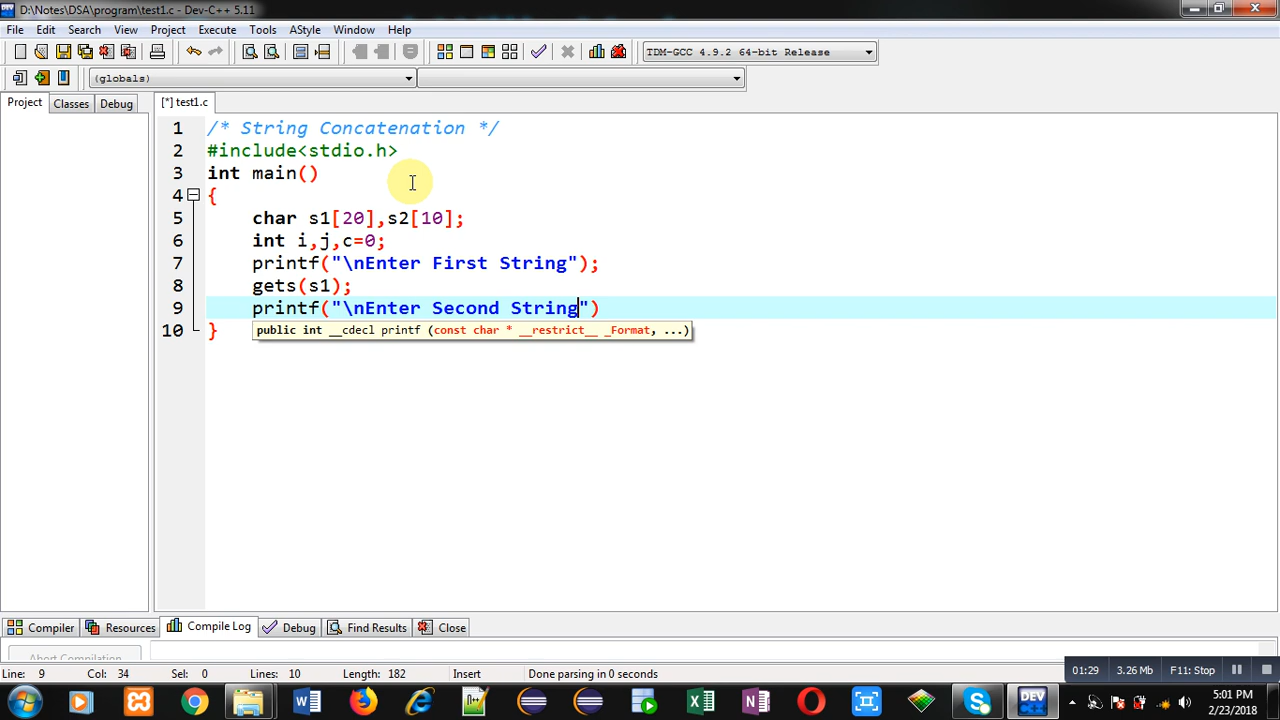 D:\Notes\DSA\program\test1.c - Dev-C++ 5.11
File Edit Search View Project Execute Tools AStyle Window Help
TDM-GCC 4.9.2 64-bit Release
(globals)
Project Classes Debug [*] test1.c
1 /* String Concatenation */
2 #include<stdio.h>
3 int main()
4 {
5 char s1[20],s2[10];
6 int i,j,c=0;
7 printf("\nEnter First String");
8 gets(s1);
9 printf("\nEnter Second String")
public int __cdecl printf (const char * __restrict__ _Format, ...)
10 }
Compiler Resources Compile Log Debug Find Results Close
Abort Compilation
Line: 9 Col: 34 Sel: 0 Lines: 10 Length: 182 Insert Done parsing in 0 seconds
01:29 3.26 Mb F11: Stop
DEV
5:01 PM
2/23/2018